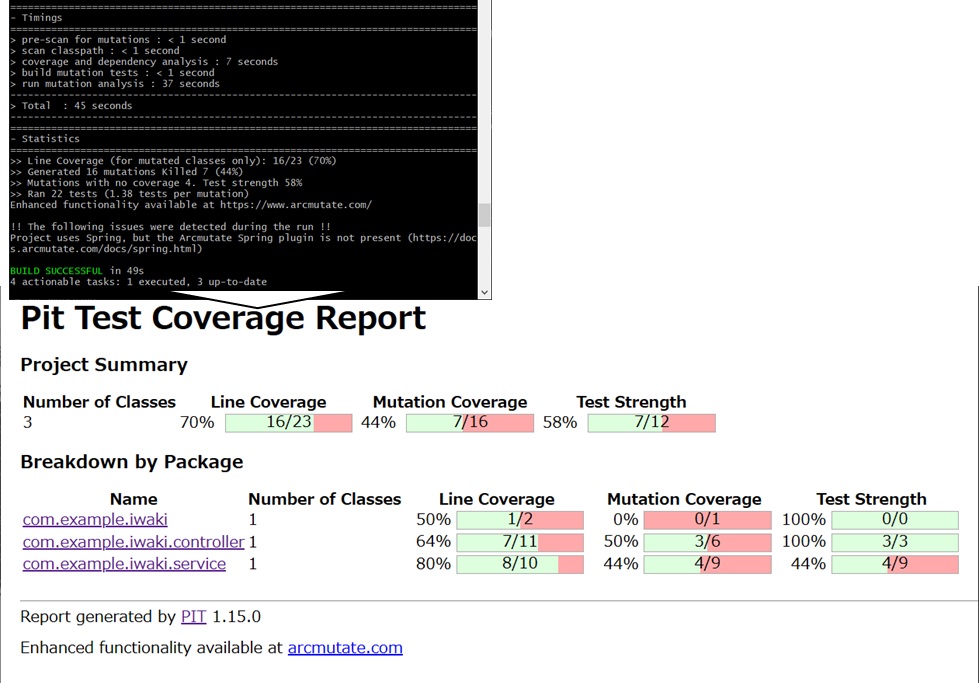 - Timings
> pre-scan for mutations : < 1 second
> scan classpath : < 1 second
> coverage and dependency analysis : 7 seconds
> build mutation tests : < 1 second
> run mutation analysis : 37 seconds
> Total  : 45 seconds
- Statistics
>> Line Coverage (for mutated classes only): 16/23 (70%)
>> Generated 16 mutations Killed 7 (44%)
>> Mutations with no coverage 4. Test strength 58%
>> Ran 22 tests (1.38 tests per mutation)
Enhanced functionality available at https://www.arcmutate.com/
!! The following issues were detected during the run !!
Project uses Spring, but the Arcmutate Spring plugin is not present (https://doc
s.arcmutate.com/docs/spring.html)
BUILD SUCCESSFUL in 49s
4 actionable tasks: 1 executed, 3 up-to-date
Pit Test Coverage Report
Project Summary
Number of Classes Line Coverage Mutation Coverage Test Strength
3 70% 16/23 44% 7/16 58% 7/12
Breakdown by Package
Name Number of Classes Line Coverage Mutation Coverage Test Strength
com.example.iwaki 1 50% 1/2 0% 0/1 100% 0/0
com.example.iwaki.controller 1 64% 7/11 50% 3/6 100% 3/3
com.example.iwaki.service 1 80% 8/10 44% 4/9 44% 4/9
Report generated by PIT 1.15.0
Enhanced functionality available at arcmutate.com